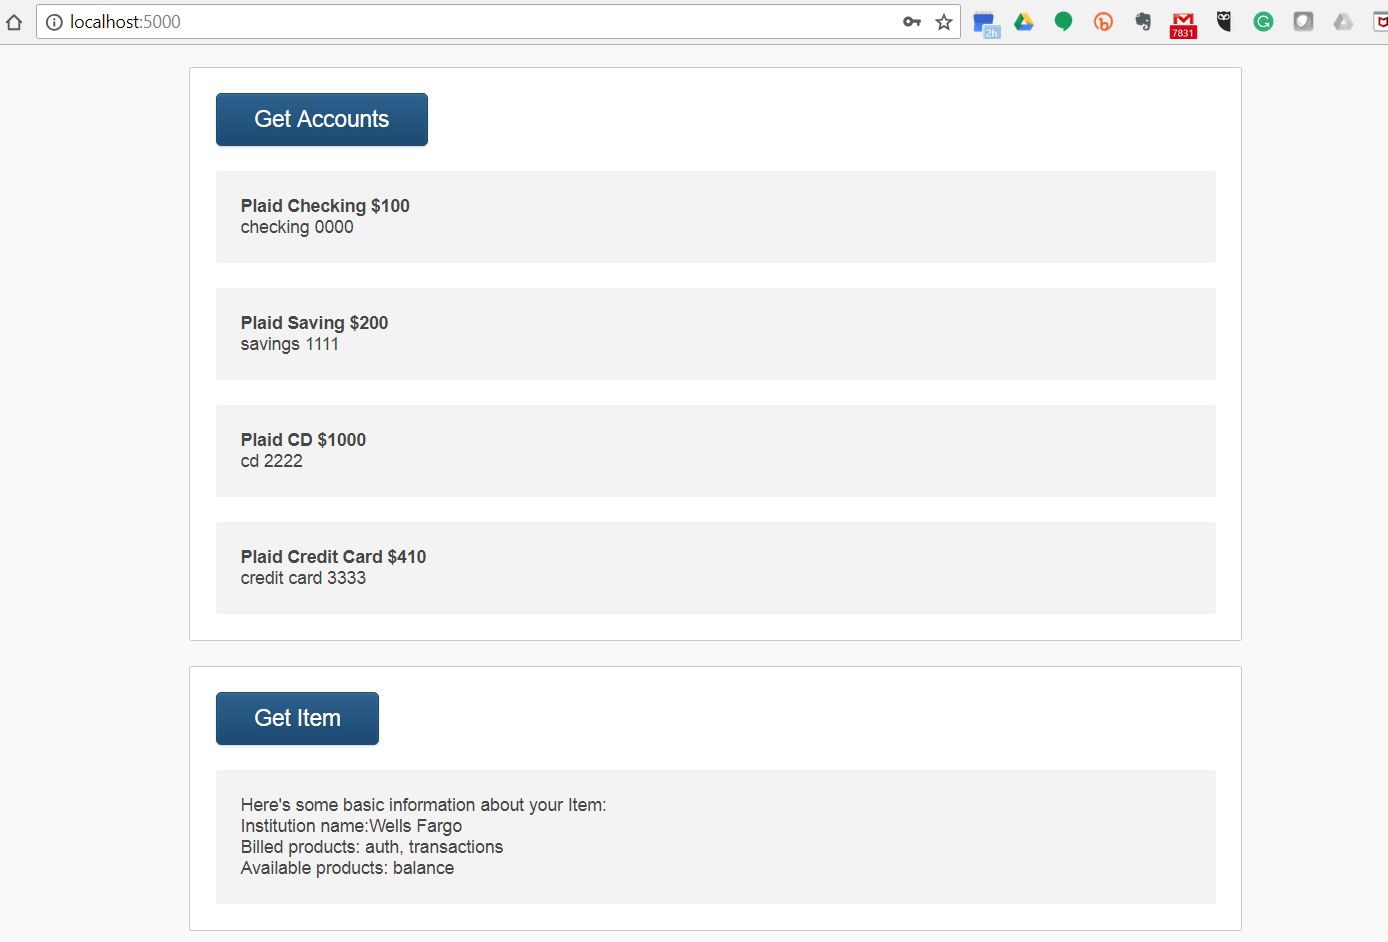 localhost:5000
2h
7831
Get Accounts
Plaid Checking $100
checking 0000
Plaid Saving $200
savings 1111
Plaid CD $1000
cd 2222
Plaid Credit Card $410
credit card 3333
Get Item
Here's some basic information about your Item:
Institution name:Wells Fargo
Billed products: auth, transactions
Available products: balance